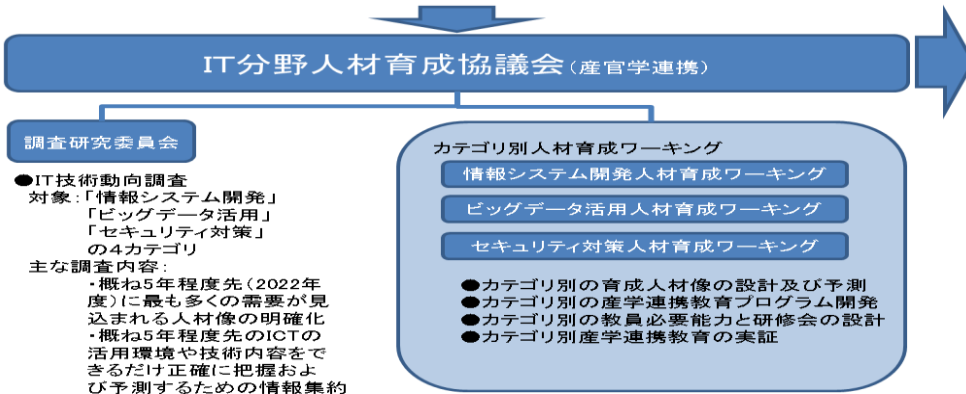 IT分野人材育成協議会(産官学連携)
調査研究委員会
●IT技術動向調査
対象:「情報システム開発」
「ビッグデータ活用」
「セキュリティ対策」
の4カテゴリ
主な調査内容:
・概ね5年程度先(2022年
度)に最も多くの需要が見
込まれる人材像の明確化
・概ね5年程度先のICTの
活用環境や技術内容をで
きるだけ正確に把握およ
び予測するための情報集約
カテゴリ別人材育成ワーキング
情報システム開発人材育成ワーキング
ビッグデータ活用人材育成ワーキング
セキュリティ対策人材育成ワーキング
●カテゴリ別の育成人材像の設計及び予測
●カテゴリ別の産学連携教育プログラム開発
●カテゴリ別の教員必要能力と研修会の設計
●カテゴリ別産学連携教育の実証